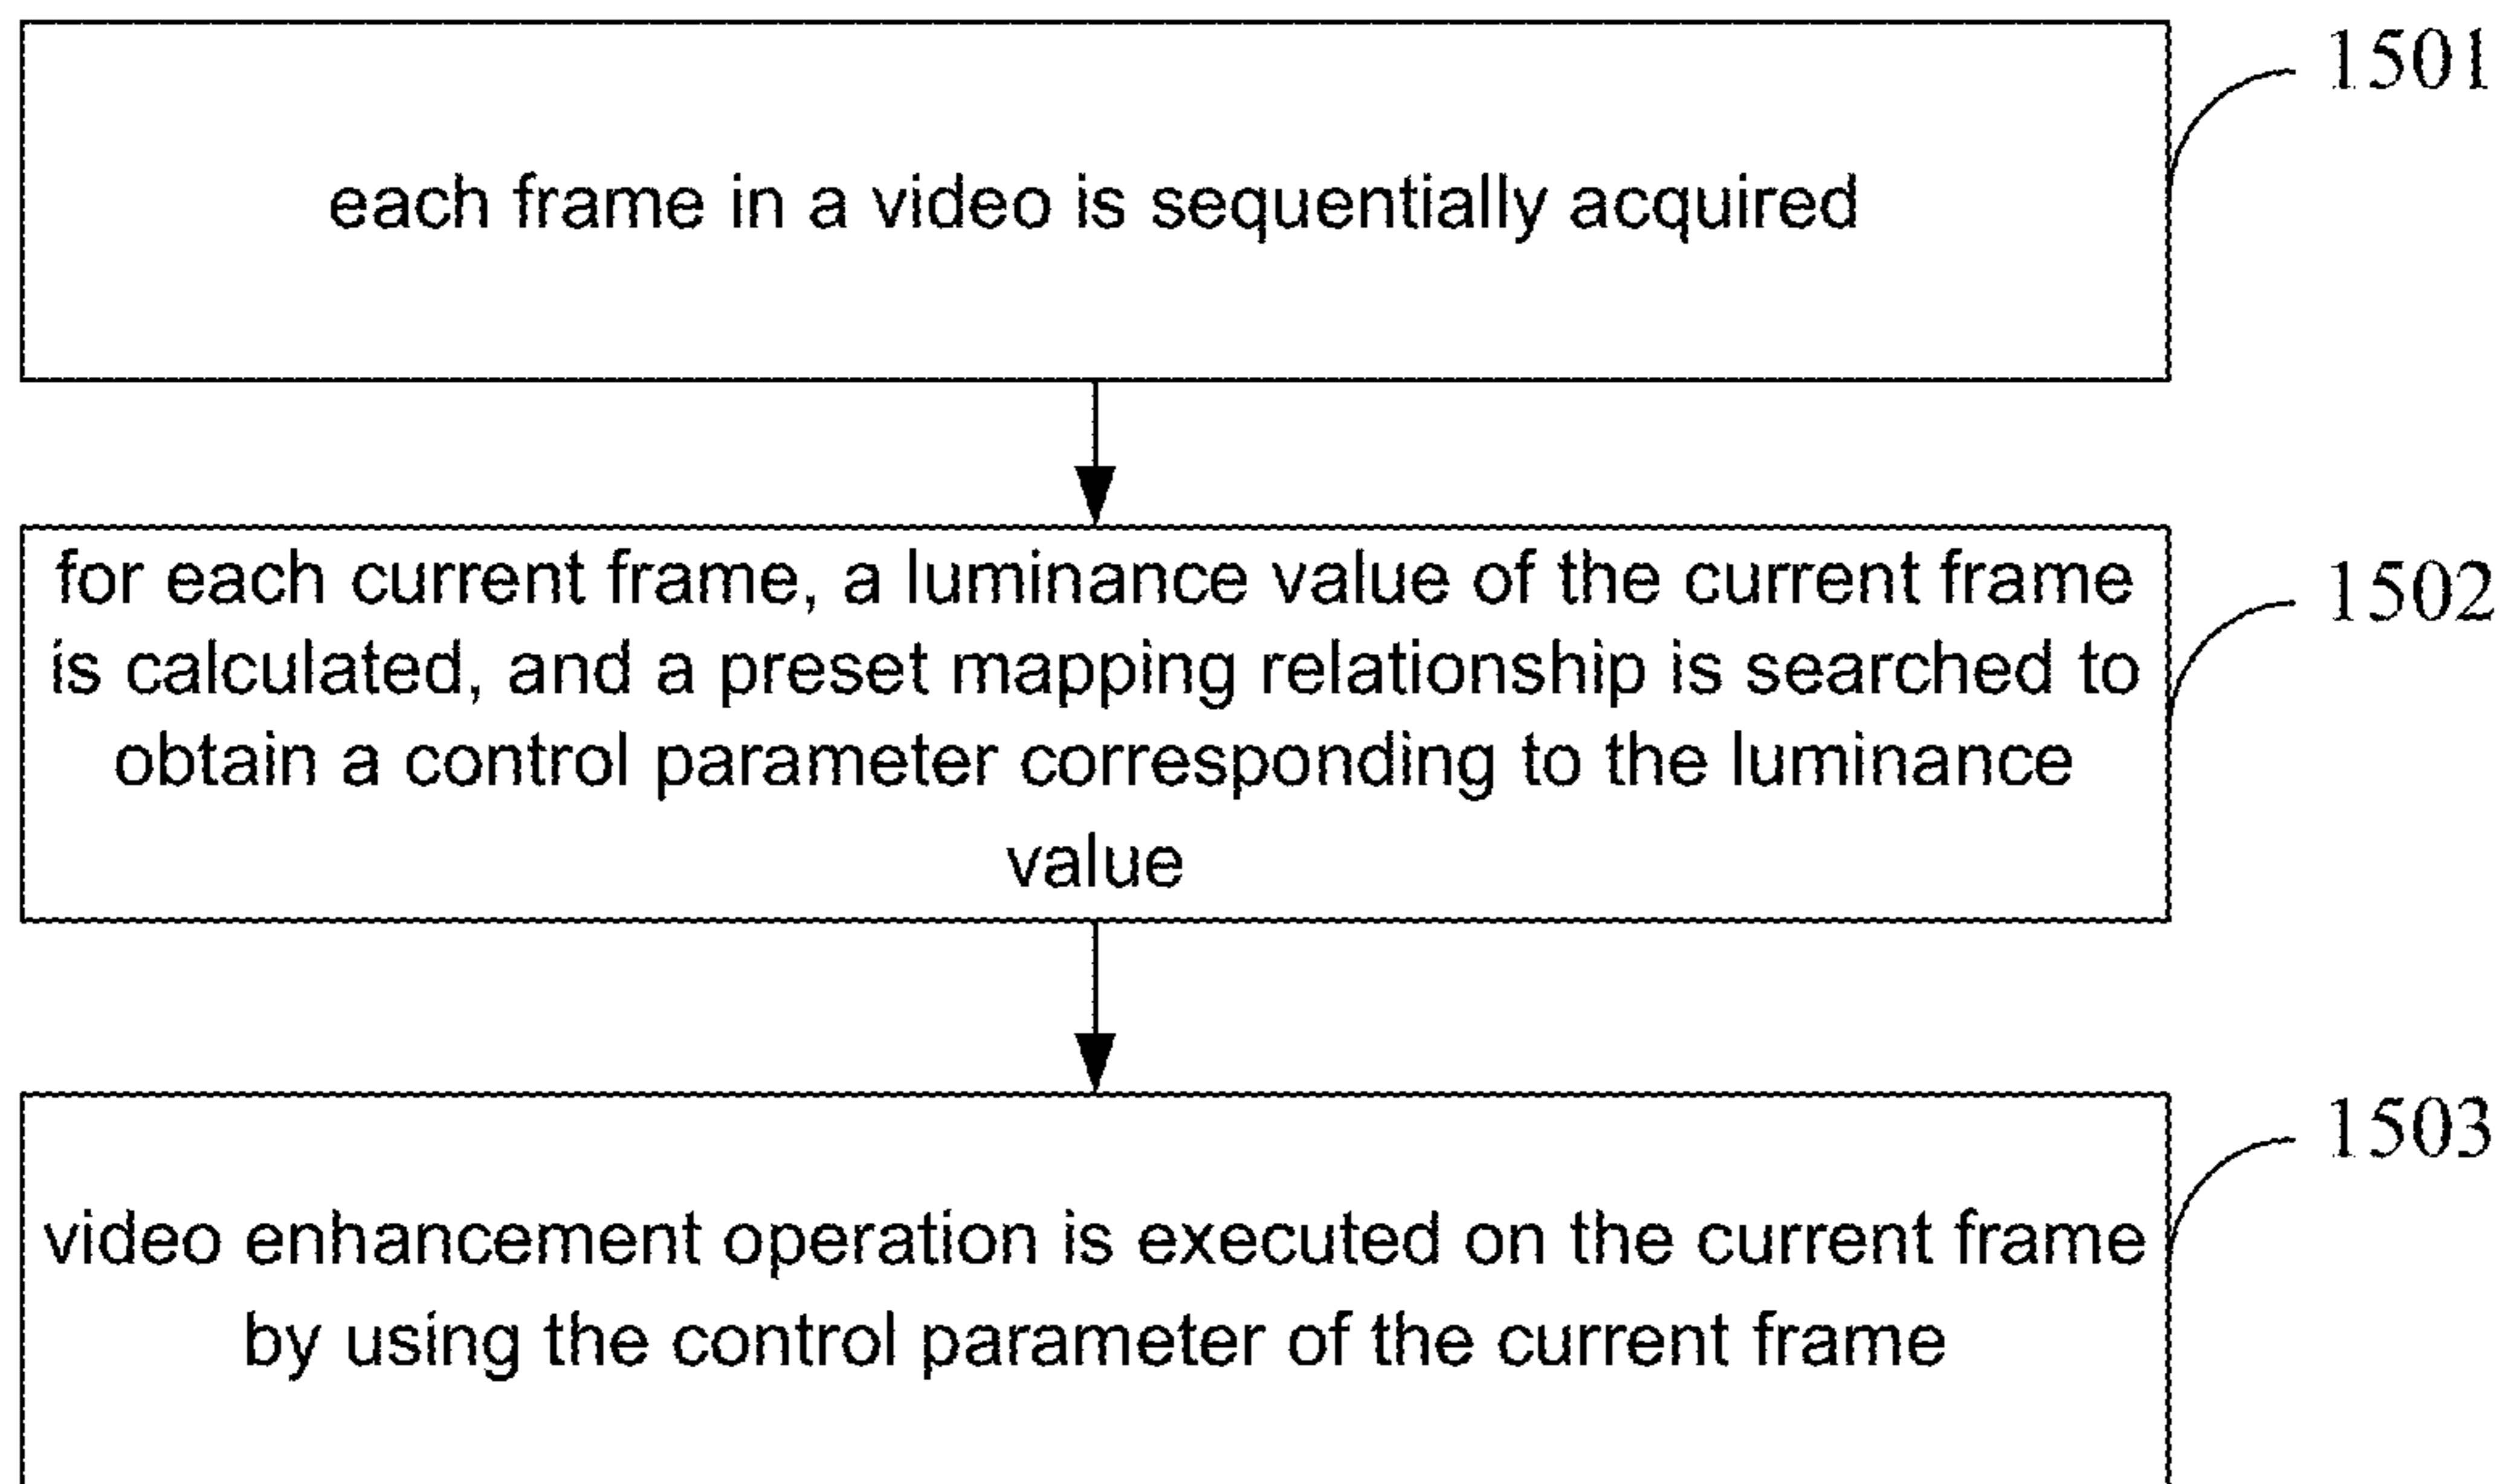 1501
each frame in a video is sequentially acquired
for each current frame, a luminance value of the current frame
1502
is calculated, and a preset mapping relationship is searched to
obtain a control parameter corresponding to the luminance
value
1503
video enhancement operation is executed on the current frame
by using the control parameter of the current frame